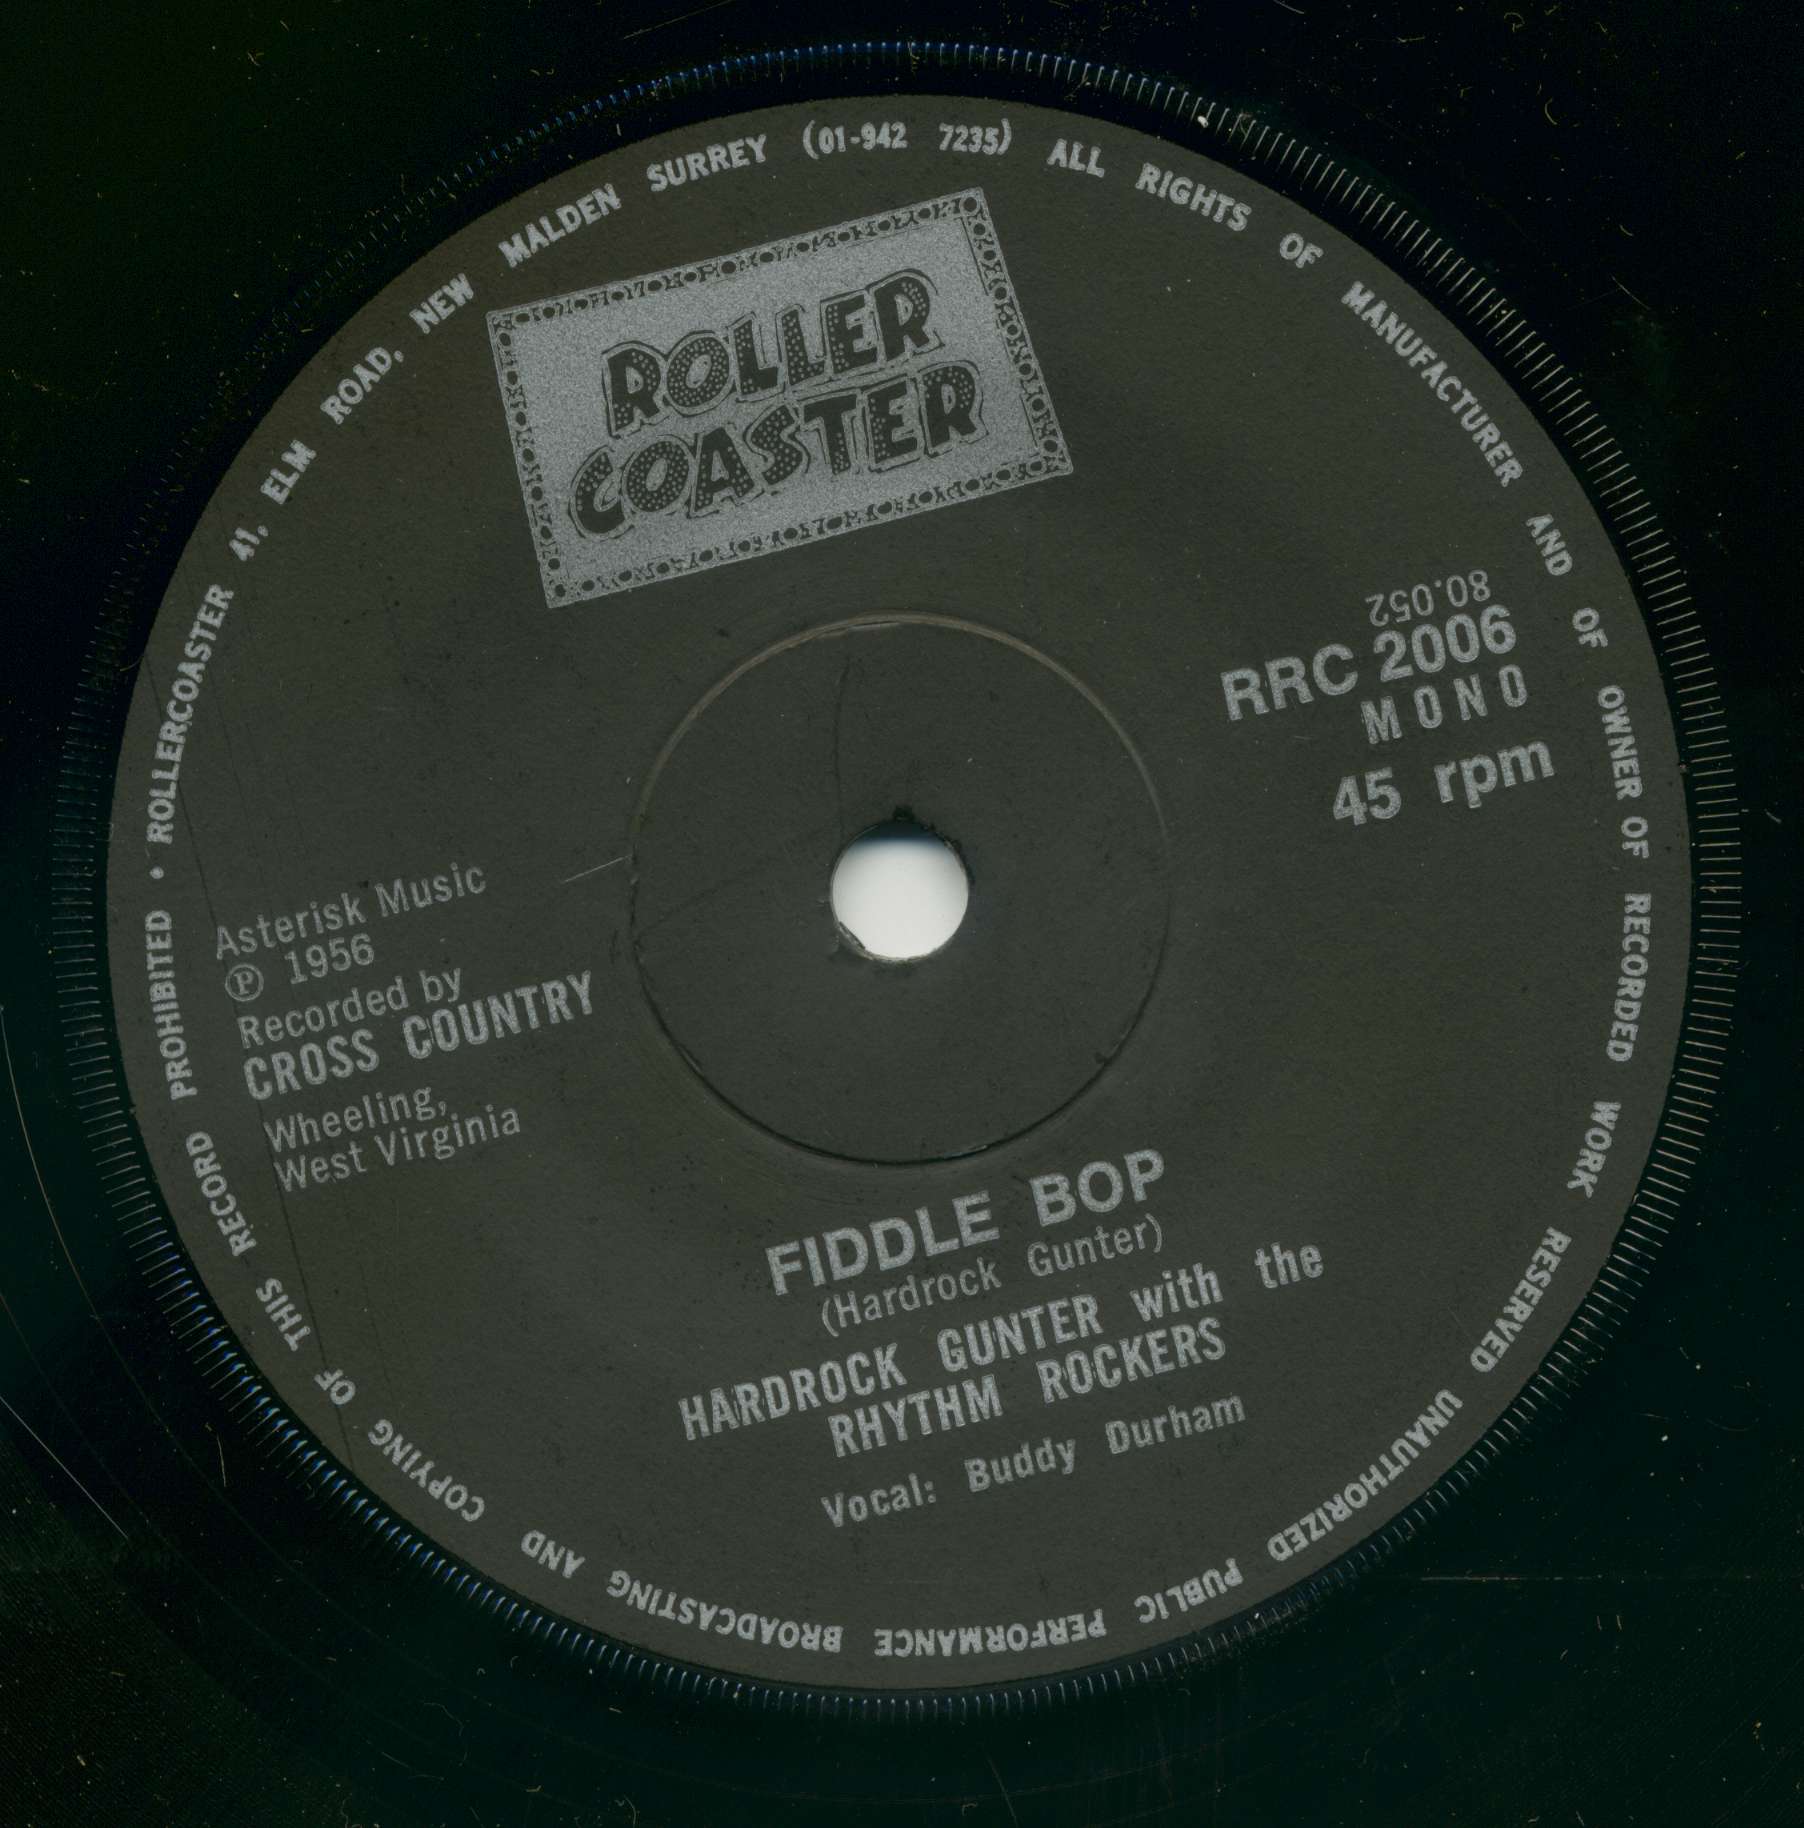 ROLLERCOASTER 41, ELM ROAD, NEW MALDEN SURREY (01-942 7235) ALL RIGHTS OF MANUFACTURER AND OF OWNER OF RECORDED WORK RESERVED UNAUTHORIZED PUBLIC PERFORMANCE BROADCASTING AND COPYING OF THIS RECORD PROHIBITED •
ROLLER
COASTER
80.052
RRC 2006
MONO
45 rpm
Asterisk Music
℗ 1956
Recorded by
CROSS COUNTRY
Wheeling,
West Virginia
FIDDLE BOP
(Hardrock Gunter)
HARDROCK GUNTER with the
RHYTHM ROCKERS
Vocal: Buddy Durham